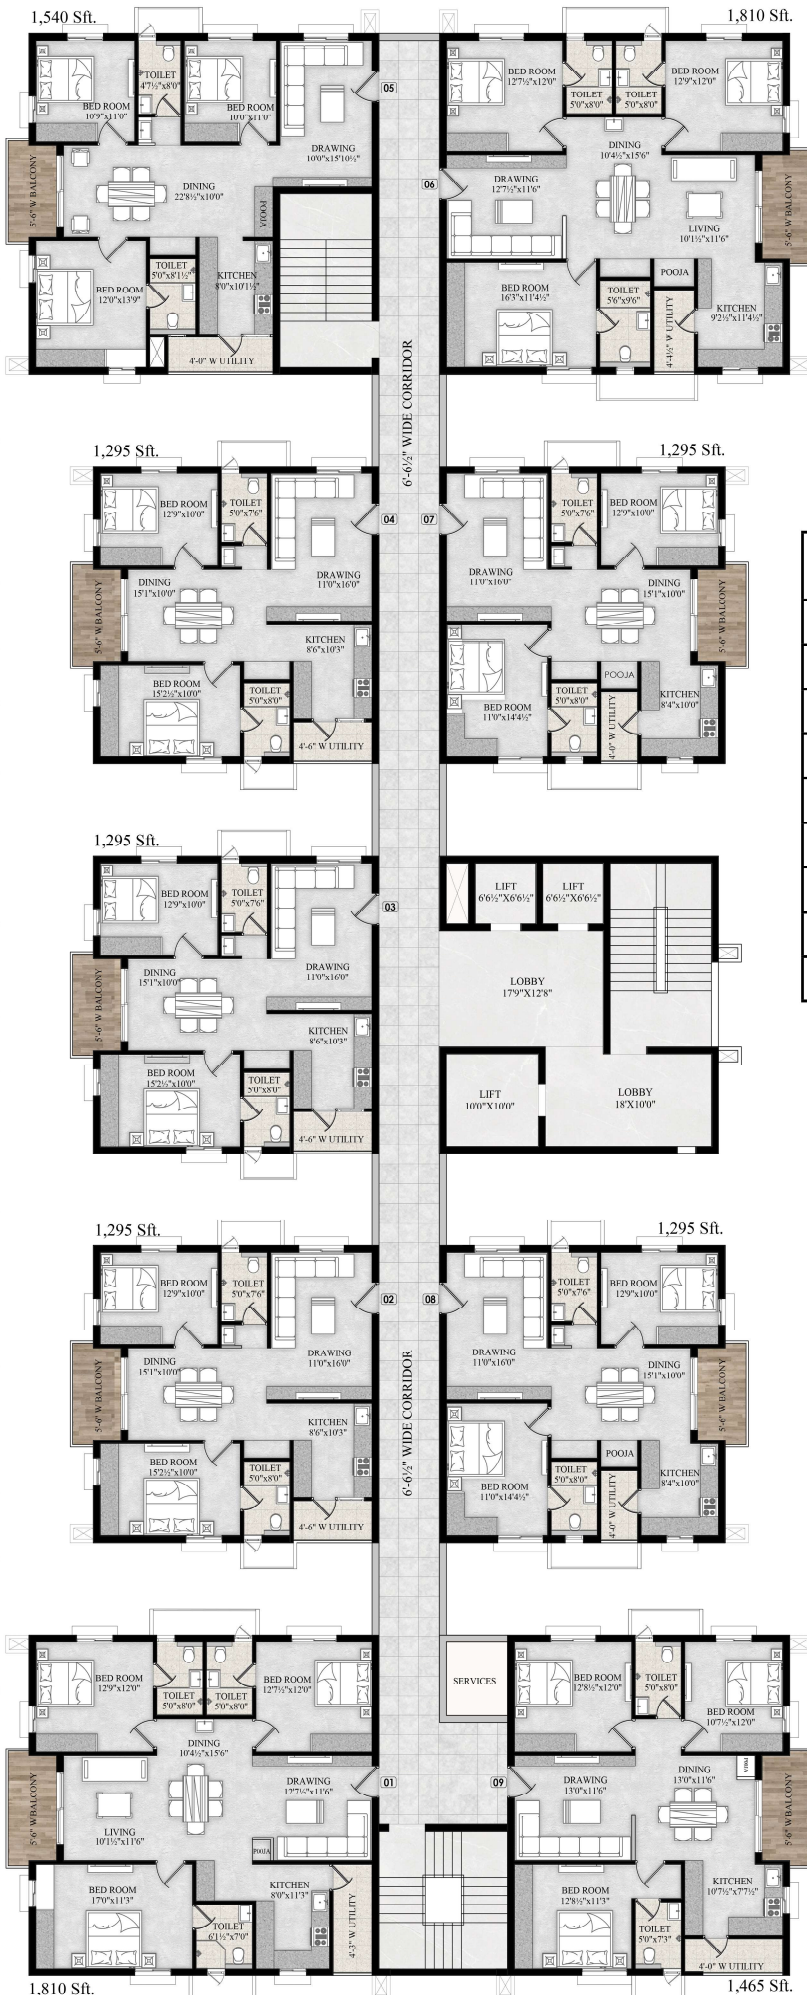 1,540 Sft.
1,810 Sft.
BED ROOM
10'9"x11'0"
TOILET
4'7½"x8'0"
BED ROOM
10'0"x11'0"
DRAWING
10'0"x15'10½"
05
5'-6" W BALCONY
DINING
22'8½"x10'0"
POOJA
BED ROOM
12'0"x13'9"
TOILET
5'0"x8'1½"
KITCHEN
8'0"x10'1½"
4'-0" W UTILITY
BED ROOM
12'7½"x12'0"
TOILET
5'0"x8'0"
TOILET
5'0"x8'0"
BED ROOM
12'9"x12'0"
DINING
10'4½"x15'6"
06
DRAWING
12'7½"x11'6"
LIVING
10'1½"x11'6"
5'-6" W BALCONY
BED ROOM
16'3"x11'4½"
TOILET
5'6"x9'6"
POOJA
4'-4½" W UTILITY
KITCHEN
9'2½"x11'4½"
6'-6½" WIDE CORRIDOR
1,295 Sft.
1,295 Sft.
BED ROOM
12'9"x10'0"
TOILET
5'0"x7'6"
DRAWING
11'0"x16'0"
04
DINING
15'1"x10'0"
5'-6" W BALCONY
KITCHEN
8'6"x10'3"
BED ROOM
15'2½"x10'0"
TOILET
5'0"x8'0"
4'-6" W UTILITY
07
DRAWING
11'0"x16'0"
TOILET
5'0"x7'6"
BED ROOM
12'9"x10'0"
DINING
15'1"x10'0"
5'-6" W BALCONY
BED ROOM
11'0"x14'4½"
TOILET
5'0"x8'0"
POOJA
4'-0" W UTILITY
KITCHEN
8'4"x10'0"
1,295 Sft.
BED ROOM
12'9"x10'0"
TOILET
5'0"x7'6"
DRAWING
11'0"x16'0"
03
DINING
15'1"x10'0"
5'-6" W BALCONY
KITCHEN
8'6"x10'3"
BED ROOM
15'2½"x10'0"
TOILET
5'0"x8'0"
4'-6" W UTILITY
LIFT
6'6½"X6'6½"
LIFT
6'6½"X6'6½"
LOBBY
17'9"X12'8"
LIFT
10'0"X10'0"
LOBBY
18'X10'0"
1,295 Sft.
1,295 Sft.
BED ROOM
12'9"x10'0"
TOILET
5'0"x7'6"
DRAWING
11'0"x16'0"
02
DINING
15'1"x10'0"
5'-6" W BALCONY
KITCHEN
8'6"x10'3"
BED ROOM
15'2½"x10'0"
TOILET
5'0"x8'0"
4'-6" W UTILITY
6'-6½" WIDE CORRIDOR
08
DRAWING
11'0"x16'0"
TOILET
5'0"x7'6"
BED ROOM
12'9"x10'0"
DINING
15'1"x10'0"
5'-6" W BALCONY
BED ROOM
11'0"x14'4½"
TOILET
5'0"x8'0"
POOJA
4'-0" W UTILITY
KITCHEN
8'4"x10'0"
BED ROOM
12'9"x12'0"
TOILET
5'0"x8'0"
TOILET
5'0"x8'0"
BED ROOM
12'7½"x12'0"
DINING
10'4½"x15'6"
5'6" W BALCONY
LIVING
10'1½"x11'6"
DRAWING
12'7½"x11'6"
01
POOJA
BED ROOM
17'0"x11'3"
TOILET
6'1½"x7'0"
KITCHEN
8'0"x11'3"
4'-3" W UTILITY
1,810 Sft.
SERVICES
BED ROOM
12'8½"x12'0"
TOILET
5'0"x8'0"
BED ROOM
10'7½"x12'0"
09
DRAWING
13'0"x11'6"
DINING
13'0"x11'6"
POOJA
5'-6" W BALCONY
BED ROOM
12'8½"x11'3"
TOILET
5'0"x7'3"
KITCHEN
10'7½"x7'7½"
4'-0" W UTILITY
1,465 Sft.